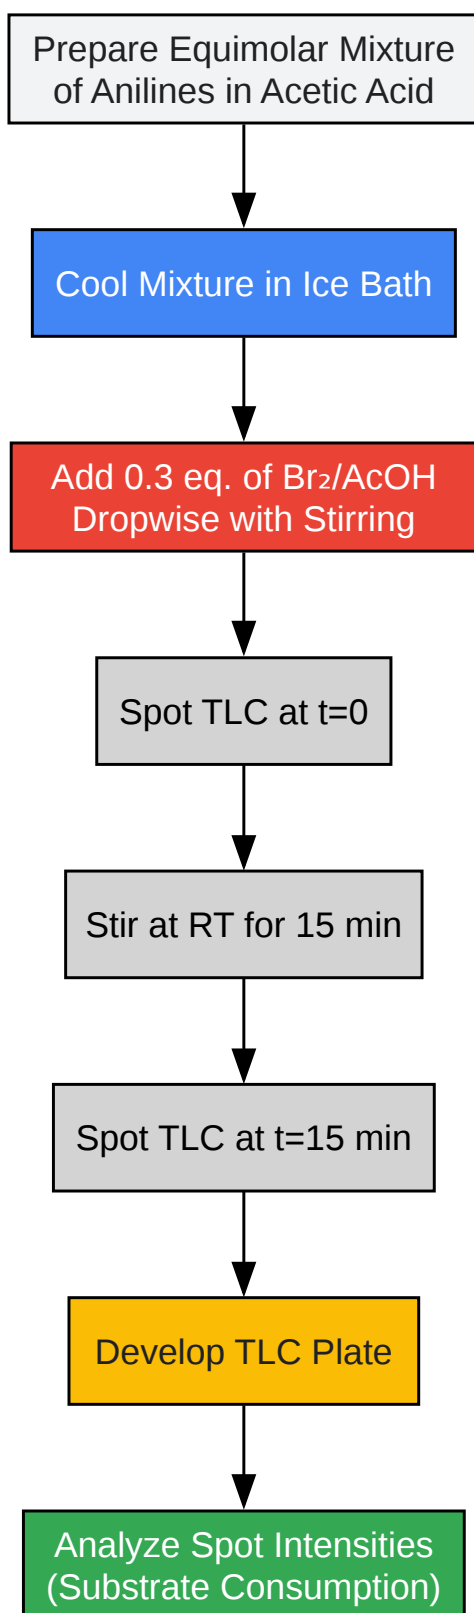 Prepare Equimolar Mixture
of Anilines in Acetic Acid
Cool Mixture in Ice Bath
Add 0.3 eq. of Br₂/AcOH
Dropwise with Stirring
Spot TLC at t=0
Stir at RT for 15 min
Spot TLC at t=15 min
Develop TLC Plate
Analyze Spot Intensities
(Substrate Consumption)